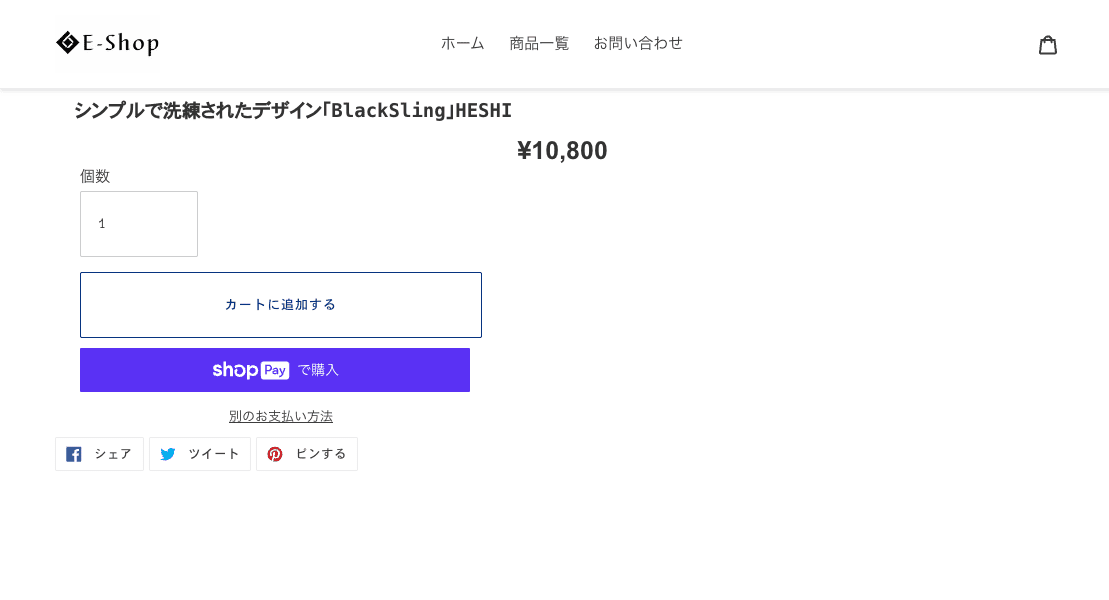 E-Shop
ホーム 商品一覧 お問い合わせ
シンプルで洗練されたデザイン｢BlackSling｣HESHI
¥10,800
個数
1
カートに追加する
shop Pay で購入
別のお支払い方法
シェア ツイート ピンする